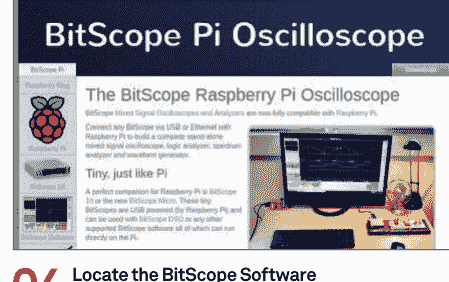 BitScope Pi Oscilloscope
BitScope Pi
The BitScope Raspberry Pi Oscilloscope
BitScope Mixed Signal Oscilloscopes and Analyzers are now fully compatible with Raspberry Pi.
Connect any BitScope via USB or Ethernet with
Raspberry Pi to build a complete stand-alone
mixed signal oscilloscope, logic analyzer, spectrum
analyzer and waveform generator.
Tiny, just like Pi
A perfect companion for Raspberry Pi is BitScope
10 or the new BitScope Micro. These tiny
BitScopes are USB powered (by Raspberry Pi) and
can be used with BitScope DSO or any other
supported BitScope software all of which can run
directly on the Pi.
Raspberry Pi
06 Locate the BitScope Software